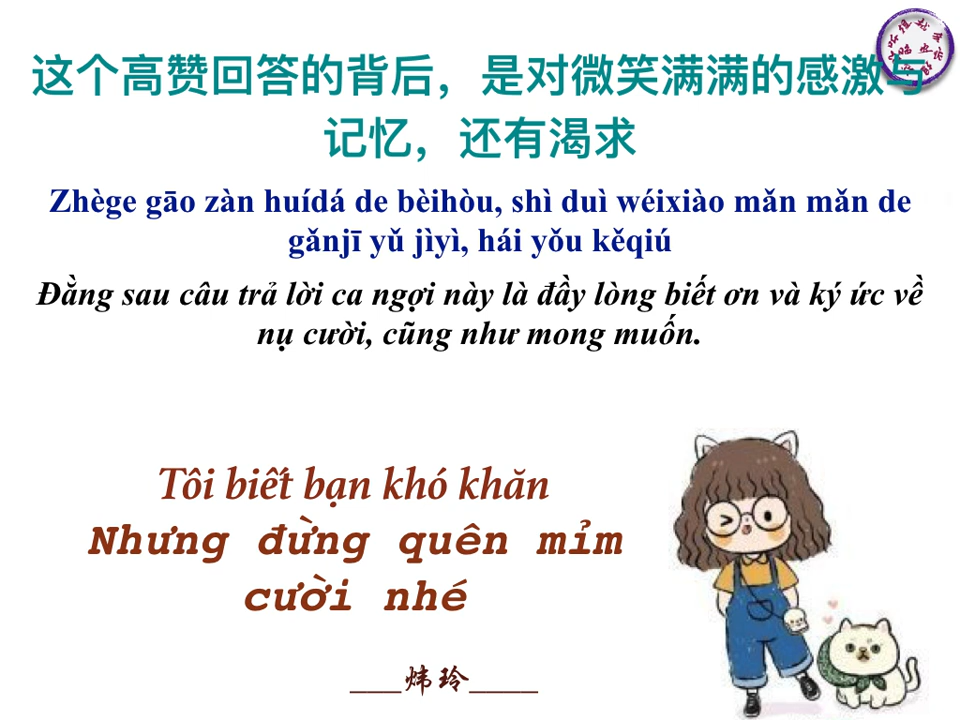 这个高赞回答的背后，是对微笑满满的感激与
记忆，还有渴求
Zhège gāo zàn huídá de bèihòu, shì duì wéixiào mǎn mǎn de
gǎnjī yǔ jìyì, hái yǒu kěqiú
Đằng sau câu trả lời ca ngợi này là đầy lòng biết ơn và ký ức về
nụ cười, cũng như mong muốn.
Tôi biết bạn khó khăn
Nhưng đừng quên mỉm
cười nhé
___炜玲____